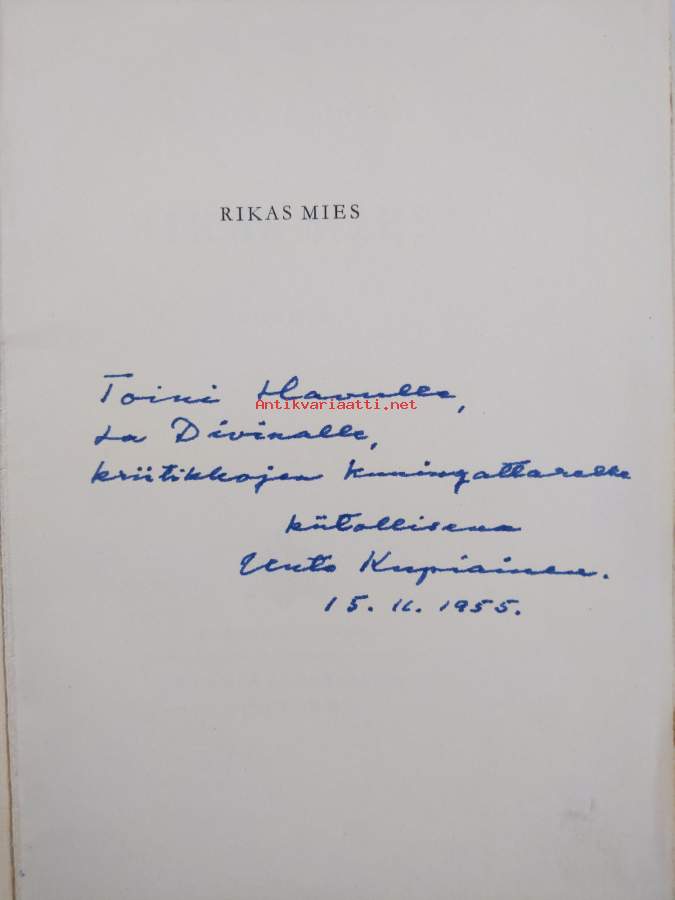 RIKAS MIES
Toini Havulle,
Antikvariaatti.net
La Divinalle,
kriitikkojen kuningattarelle
kiitollisena
Unto Kupiainen.
15.11.1955.